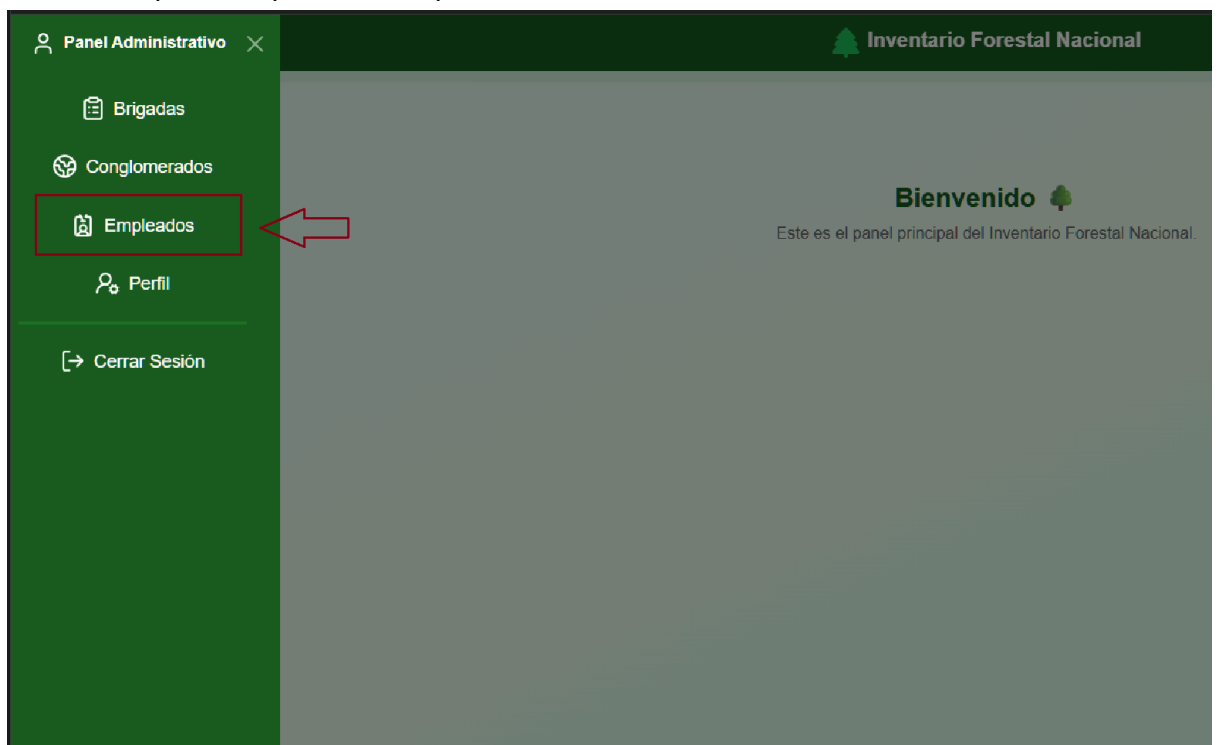 Panel Administrativo
Inventario Forestal Nacional
Brigadas
Conglomerados
Empleados
Perfil
Cerrar Sesión
Bienvenido
Este es el panel principal del Inventario Forestal Nacional.